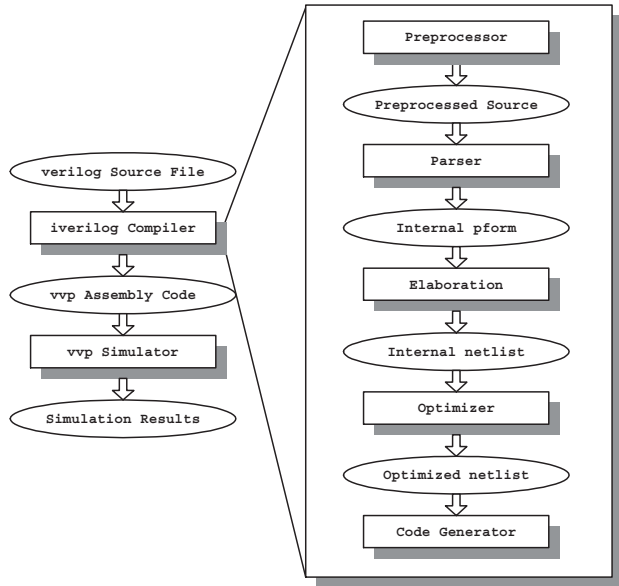 verilog Source File
iverilog Compiler
vvp Assembly Code
vvp Simulator
Simulation Results
Preprocessor
Preprocessed Source
Parser
Internal pform
Elaboration
Internal netlist
Optimizer
Optimized netlist
Code Generator